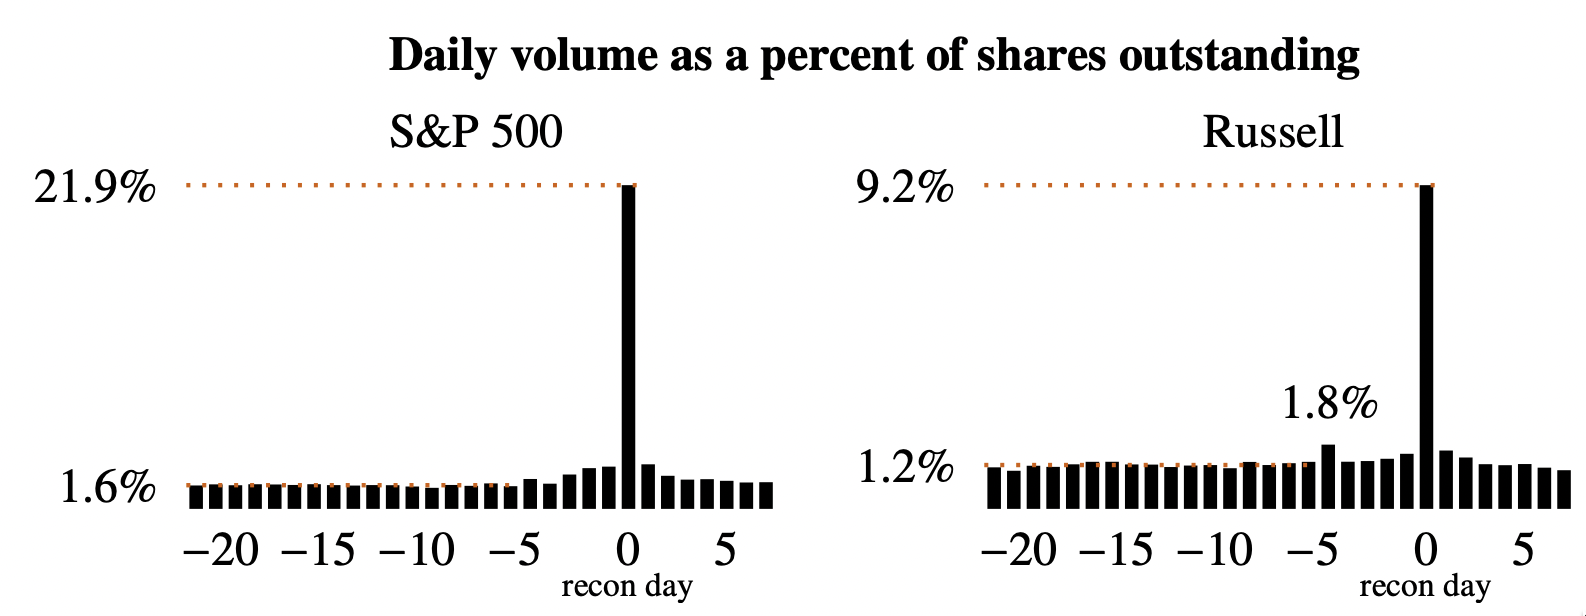 Daily volume as a percent of shares outstanding
S&P 500
21.9%
1.6%
−20 −15 −10 −5 0 5
recon day
Russell
9.2%
1.8%
1.2%
−20 −15 −10 −5 0 5
recon day